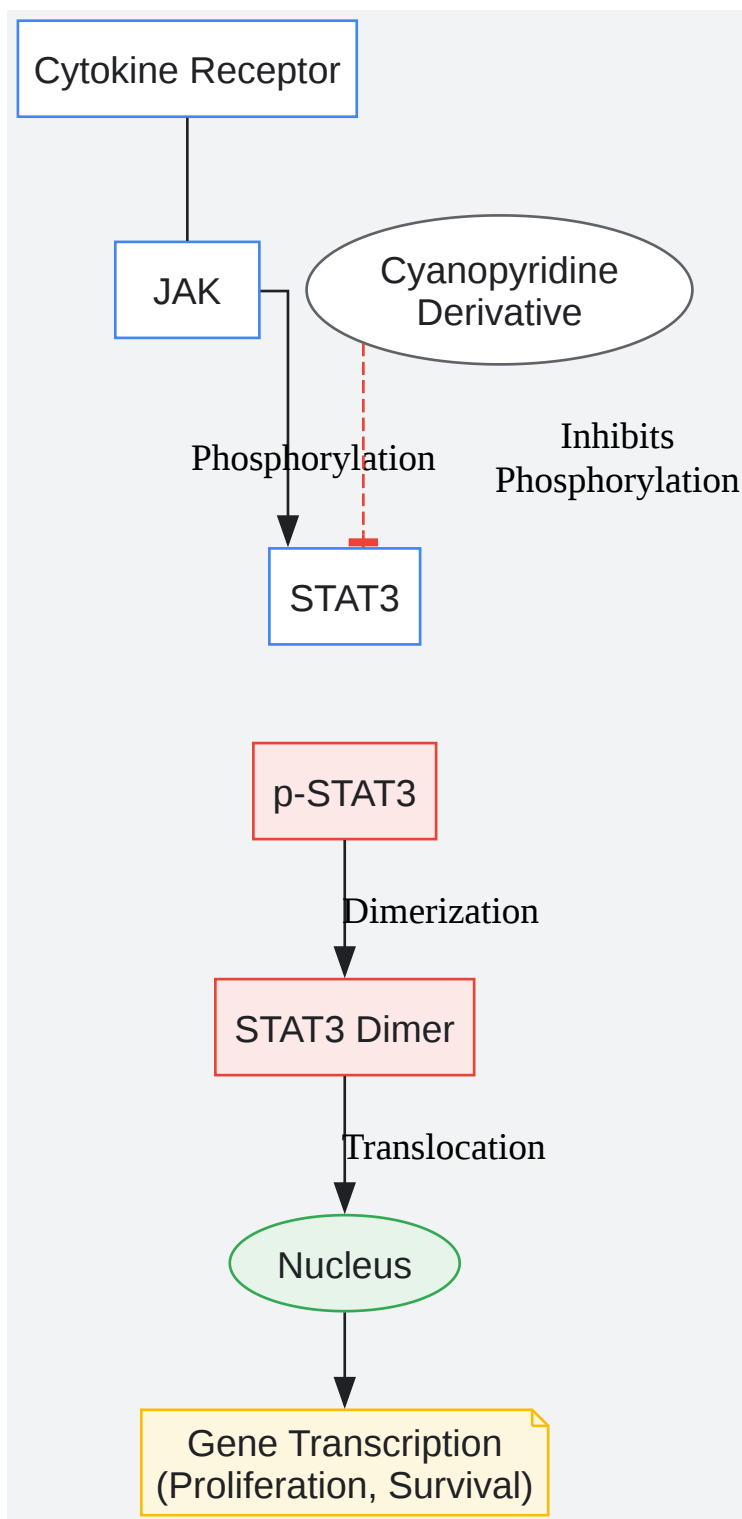 Cytokine Receptor
JAK
Cyanopyridine
Derivative
Phosphorylation
Inhibits
Phosphorylation
STAT3
p-STAT3
Dimerization
STAT3 Dimer
Translocation
Nucleus
Gene Transcription
(Proliferation, Survival)